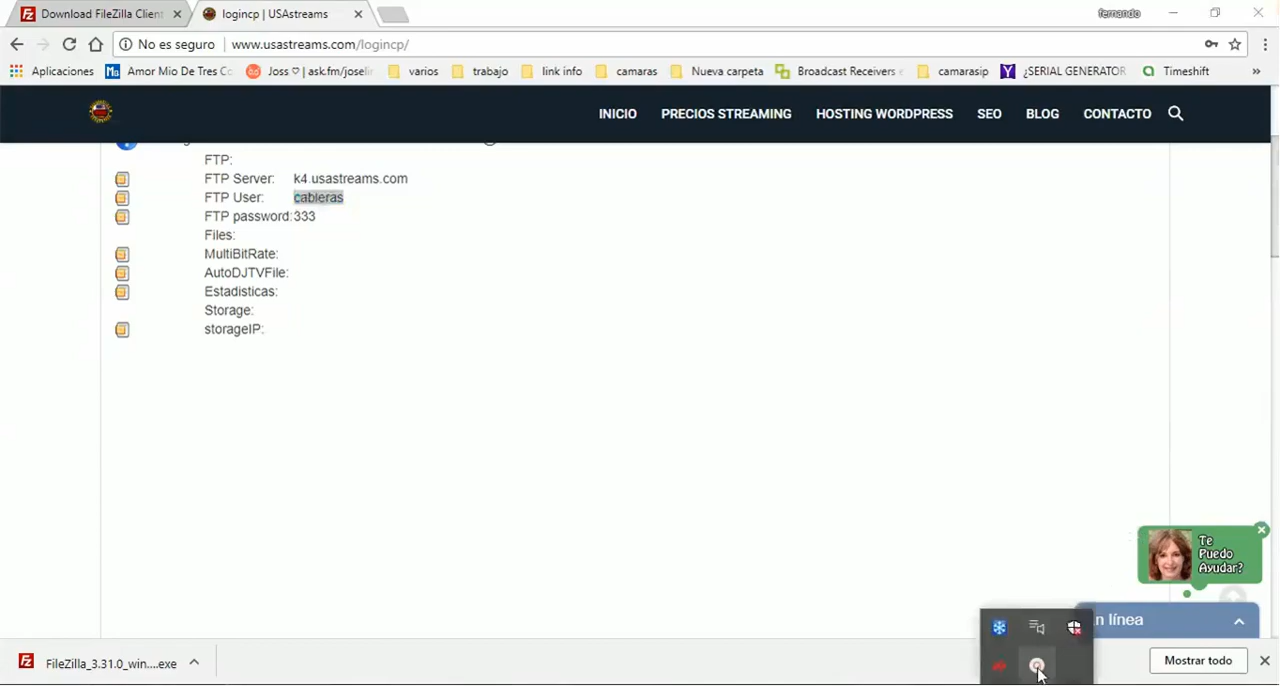 Download FileZilla Client
logincp | USAstreams
fernando
No es seguro
www.usastreams.com/logincp/
Aplicaciones
Amor Mio De Tres Co
Joss ♡ | ask.fm/joselin
varios
trabajo
link info
camaras
Nueva carpeta
Broadcast Receivers
camarasip
¿SERIAL GENERATOR
Timeshift
»
INICIO
PRECIOS STREAMING
HOSTING WORDPRESS
SEO
BLOG
CONTACTO
FTP:
FTP Server: k4.usastreams.com
FTP User: cableras
FTP password: 333
Files:
MultiBitRate:
AutoDJTVFile:
Estadisticas:
Storage:
storageIP:
Te
Puedo
Ayudar?
n línea
FileZilla_3.31.0_win....exe
Mostrar todo